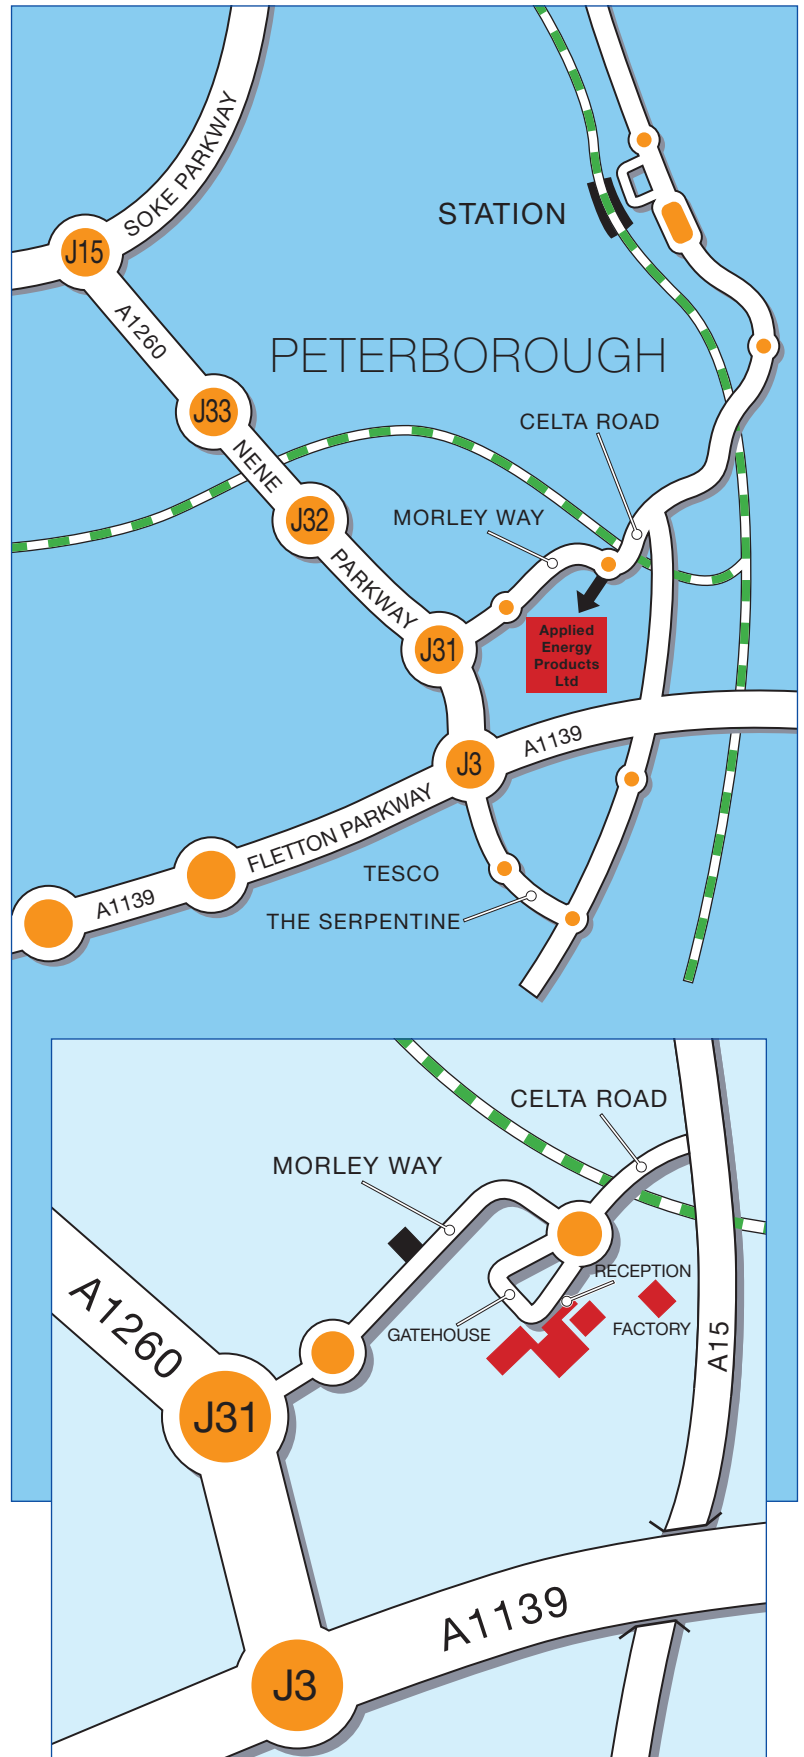 SOKE PARKWAY
STATION
J15
A1260
PETERBOROUGH
J33
CELTA ROAD
NENE
J32
MORLEY WAY
PARKWAY
J31
Applied
Energy
Products
Ltd
A1139
J3
FLETTON PARKWAY
TESCO
A1139
THE SERPENTINE
CELTA ROAD
MORLEY WAY
RECEPTION
A1260
GATEHOUSE
FACTORY
A15
J31
A1139
J3